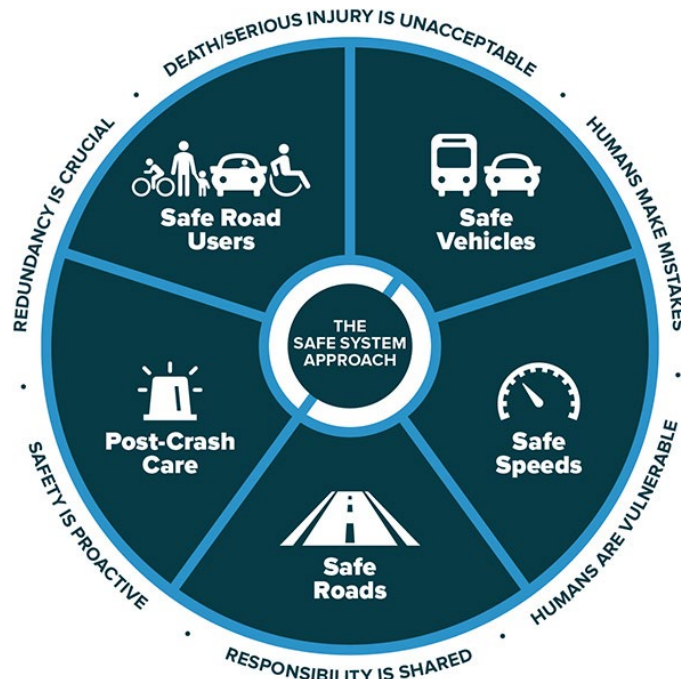 DEATH/SERIOUS INJURY IS UNACCEPTABLE
HUMANS MAKE MISTAKES
HUMANS ARE VULNERABLE
RESPONSIBILITY IS SHARED
SAFETY IS PROACTIVE
REDUNDANCY IS CRUCIAL
Safe Road
Users
Safe
Vehicles
Safe
Speeds
Safe
Roads
Post-Crash
Care
THE
SAFE SYSTEM
APPROACH